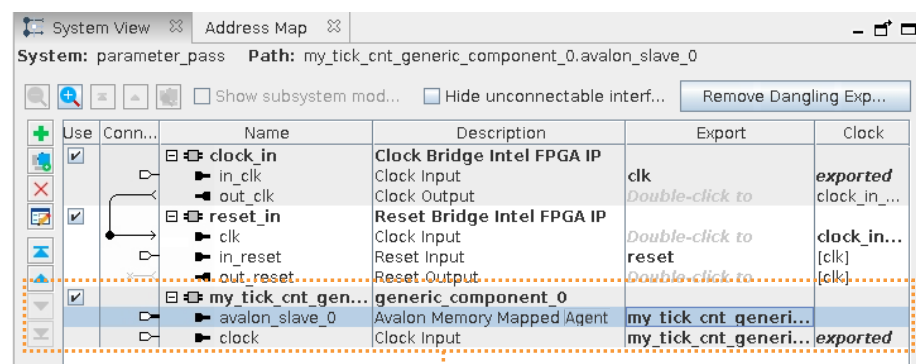 System View Address Map
System: parameter_pass Path: my_tick_cnt_generic_component_0.avalon_slave_0
Show subsystem mod... Hide unconnectable interf... Remove Dangling Exp...
Use Conn... Name Description Export Clock
clock_in Clock Bridge Intel FPGA IP
in_clk Clock Input clk exported
out_clk Clock Output Double-click to clock_in_...
reset_in Reset Bridge Intel FPGA IP
clk Clock Input Double-click to clock_in...
in_reset Reset Input reset [clk]
out_reset Reset Output Double-click to [clk]
my_tick_cnt_gen... generic_component_0
avalon_slave_0 Avalon Memory Mapped Agent my_tick_cnt_generi...
clock Clock Input my_tick_cnt_generi... exported